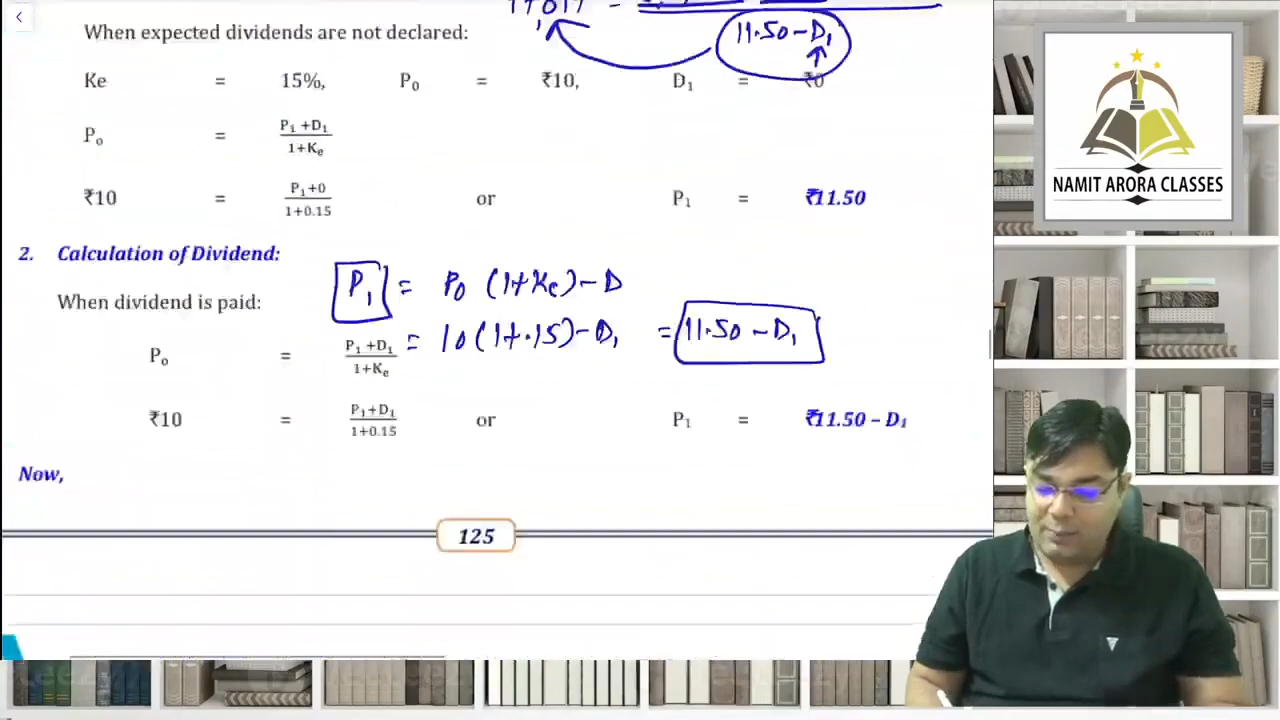 11.50 - D₁
When expected dividends are not declared:
Ke = 15%, P₀ = ₹10, D₁ = ₹0
Pₒ = P₁ +D₁ / 1+Kₑ
₹10 = P₁+0 / 1+0.15 or P₁ = ₹11.50
2. Calculation of Dividend:
P₁ = P₀ (1+Ke) - D
When dividend is paid:
= 10 (1+.15) - D₁ = 11.50 - D₁
Pₒ = P₁ +D₁ / 1+Kₑ
₹10 = P₁+D₁ / 1+0.15 or P₁ = ₹11.50 – D₁
Now,
125
NAMIT ARORA CLASSES